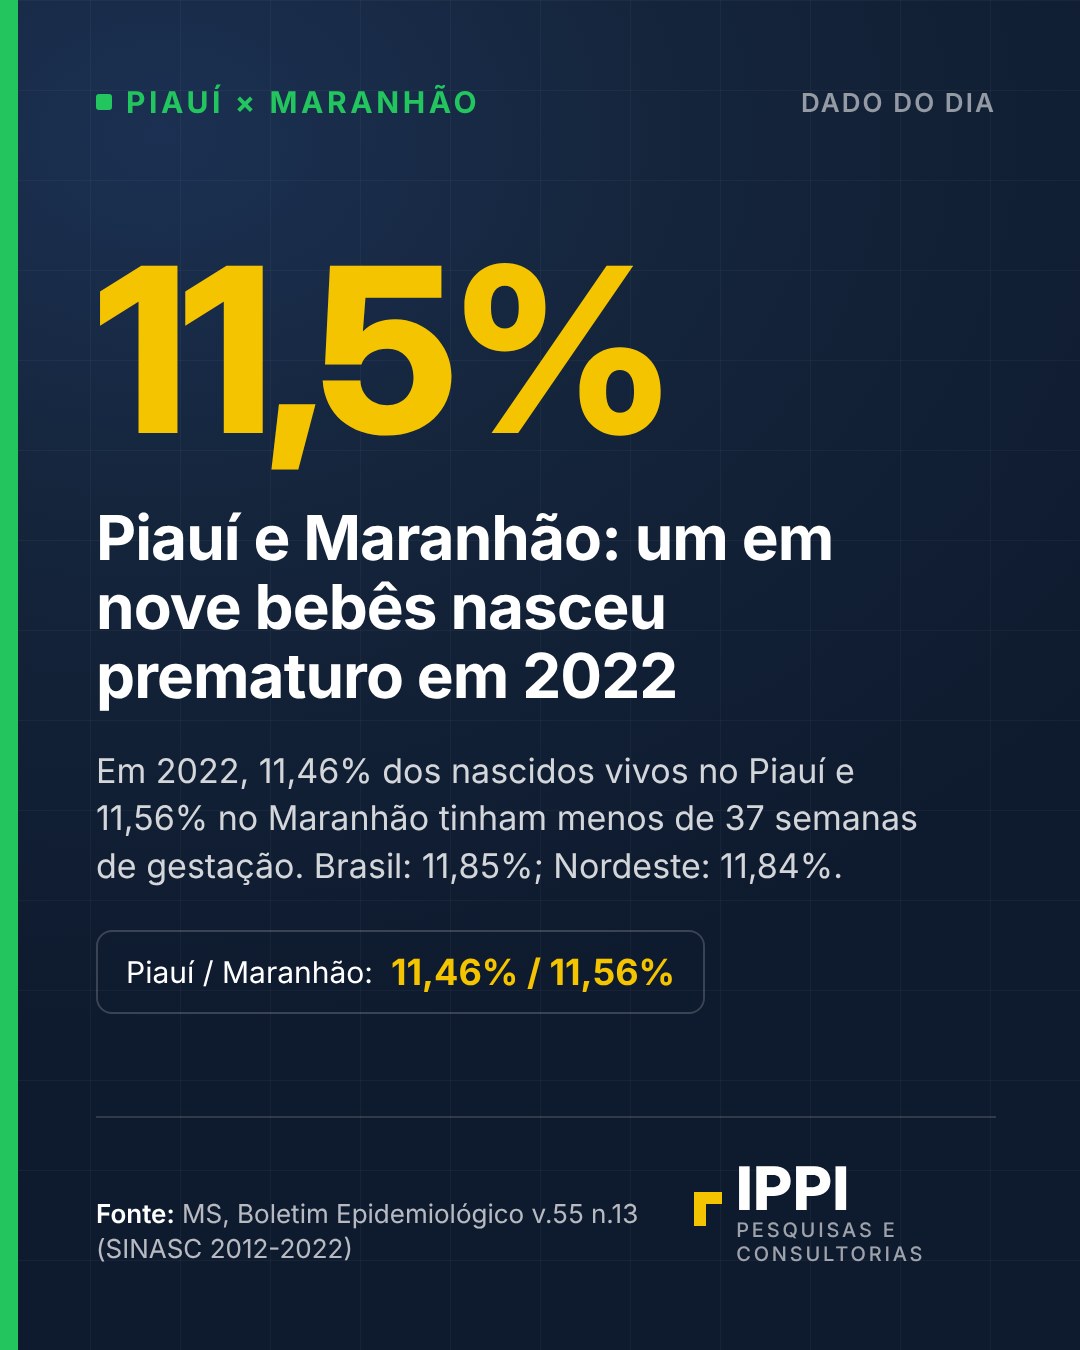 PIAUÍ × MARANHÃO
DADO DO DIA
11,5%
Piauí e Maranhão: um em
nove bebês nasceu
prematuro em 2022
Em 2022, 11,46% dos nascidos vivos no Piauí e
11,56% no Maranhão tinham menos de 37 semanas
de gestação. Brasil: 11,85%; Nordeste: 11,84%.
Piauí / Maranhão: 11,46% / 11,56%
Fonte: MS, Boletim Epidemiológico v.55 n.13
(SINASC 2012-2022)
IPPI
PESQUISAS E
CONSULTORIAS